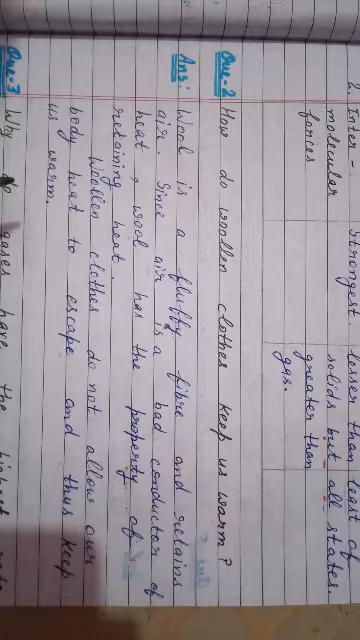 2. Inter- Strongest lesser than least of
molecular solids but all states.
forces greater than
gas.
Que-2 How do woollen clothes keep us warm?
Ans: Wool is a fluffy fibre and retains
air. Since air is a bad conductor of
heat, wool has the property of
retaining heat.
Woollen clothes do not allow our
body heat to escape and thus keep
us warm.
Que-3 Why do gases have the highest rate